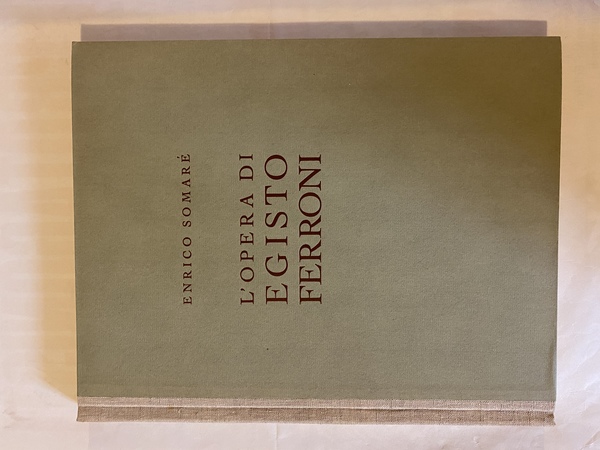 ENRICO SOMARÉ
L'OPERA DI
EGISTO
FERRONI